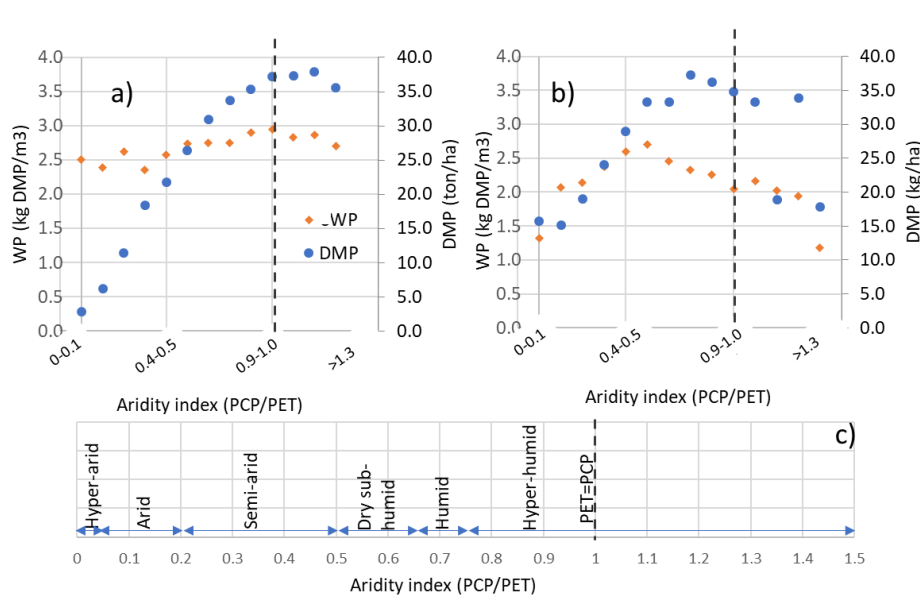 a)
4.0
3.5
3.0
2.5
2.0
1.5
1.0
0.5
0.0
WP (kg DMP/m3)
40.0
35.0
30.0
25.0
20.0
15.0
10.0
5.0
0.0
DMP (ton/ha)
WP
DMP
0-0.1
0.4-0.5
0.9-1.0
>1.3
Aridity index (PCP/PET)
b)
4.0
3.5
3.0
2.5
2.0
1.5
1.0
0.5
0.0
WP (kg DMP/m3)
40.0
35.0
30.0
25.0
20.0
15.0
10.0
5.0
0.0
DMP (kg/ha)
0-0.1
0.4-0.5
0.9-1.0
>1.3
Aridity index (PCP/PET)
c)
Hyper-arid
Arid
Semi-arid
Dry sub-
humid
Humid
Hyper-humid
PET=PCP
0 0.1 0.2 0.3 0.4 0.5 0.6 0.7 0.8 0.9 1 1.1 1.2 1.3 1.4 1.5
Aridity index (PCP/PET)